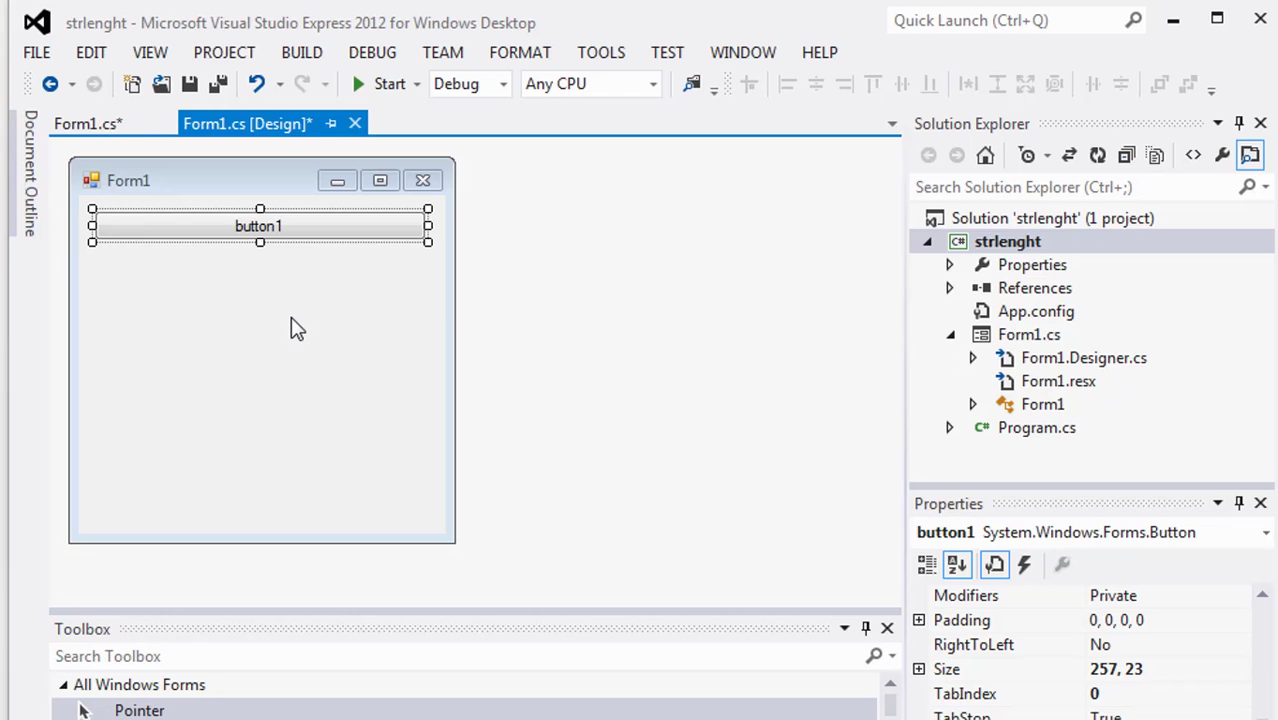 strlenght - Microsoft Visual Studio Express 2012 for Windows Desktop
Quick Launch (Ctrl+Q)
FILE EDIT VIEW PROJECT BUILD DEBUG TEAM FORMAT TOOLS TEST WINDOW HELP
Start Debug Any CPU
Document Outline
Form1.cs* Form1.cs [Design]*
Form1
button1
Solution Explorer
Search Solution Explorer (Ctrl+;)
Solution 'strlenght' (1 project)
C# strlenght
Properties
References
App.config
Form1.cs
Form1.Designer.cs
Form1.resx
Form1
C# Program.cs
Properties
button1 System.Windows.Forms.Button
Modifiers Private
Padding 0, 0, 0, 0
RightToLeft No
Size 257, 23
TabIndex 0
TabStop True
Toolbox
Search Toolbox
All Windows Forms
Pointer